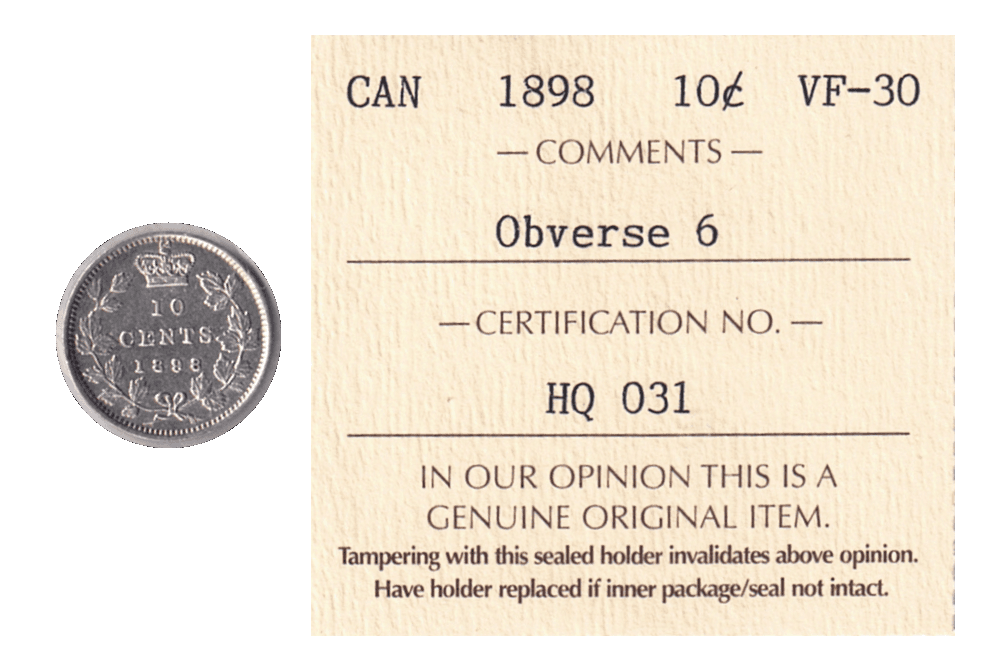 10
CENTS
1898
CAN 1898 10¢ VF-30
— COMMENTS —
Obverse 6
— CERTIFICATION NO. —
HQ 031
IN OUR OPINION THIS IS A
GENUINE ORIGINAL ITEM.
Tampering with this sealed holder invalidates above opinion.
Have holder replaced if inner package/seal not intact.